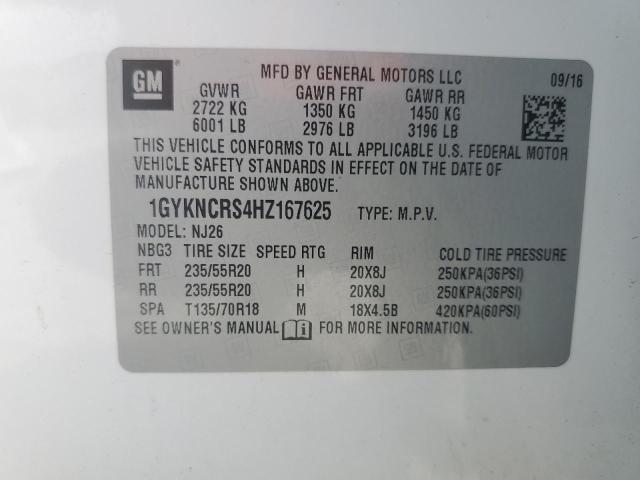 GM
MFD BY GENERAL MOTORS LLC 09/16
GVWR GAWR FRT GAWR RR
2722 KG 1350 KG 1450 KG
6001 LB 2976 LB 3196 LB
THIS VEHICLE CONFORMS TO ALL APPLICABLE U.S. FEDERAL MOTOR
VEHICLE SAFETY STANDARDS IN EFFECT ON THE DATE OF
MANUFACTURE SHOWN ABOVE.
1GYKNCRS4HZ167625 TYPE: M.P.V.
MODEL: NJ26
NBG3 TIRE SIZE SPEED RTG RIM COLD TIRE PRESSURE
FRT 235/55R20 H 20X8J 250KPA(36PSI)
RR 235/55R20 H 20X8J 250KPA(36PSI)
SPA T135/70R18 M 18X4.5B 420KPA(60PSI)
SEE OWNER'S MANUAL FOR MORE INFORMATION.